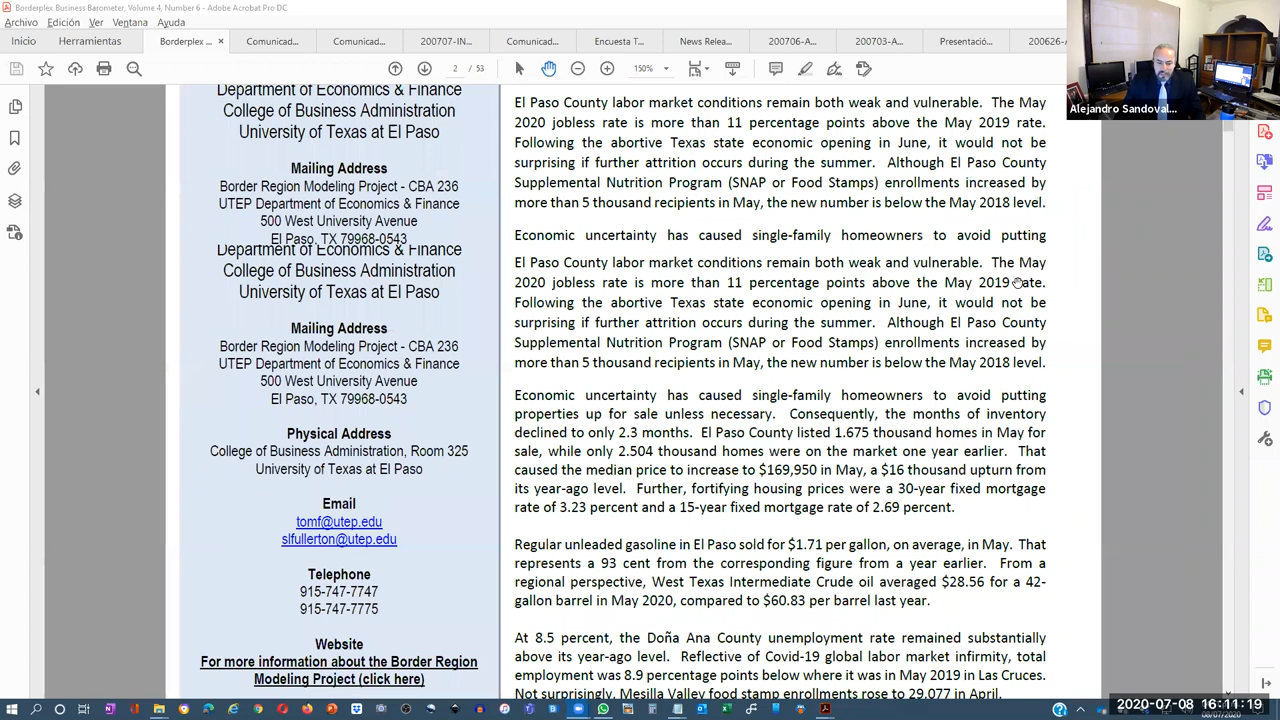 Borderplex Business Barometer, Volume 4, Number 6 - Adobe Acrobat Pro DC
Archivo Edición Ver Ventana Ayuda
Inicio Herramientas Borderplex ... × Comunicad... Comunicad... 200707-IN... Comunicad... Encuesta T... News Relea... 200706-A... 200703-A... Presentació... 200626-
2 / 53 150%
Alejandro Sandoval...
Department of Economics & Finance
College of Business Administration
University of Texas at El Paso
Mailing Address
Border Region Modeling Project - CBA 236
UTEP Department of Economics & Finance
500 West University Avenue
El Paso, TX 79968-0543
Department of Economics & Finance
College of Business Administration
University of Texas at El Paso
Mailing Address
Border Region Modeling Project - CBA 236
UTEP Department of Economics & Finance
500 West University Avenue
El Paso, TX 79968-0543
Physical Address
College of Business Administration, Room 325
University of Texas at El Paso
Email
tomf@utep.edu
slfullerton@utep.edu
Telephone
915-747-7747
915-747-7775
Website
For more information about the Border Region
Modeling Project (click here)
El Paso County labor market conditions remain both weak and vulnerable. The May
2020 jobless rate is more than 11 percentage points above the May 2019 rate.
Following the abortive Texas state economic opening in June, it would not be
surprising if further attrition occurs during the summer. Although El Paso County
Supplemental Nutrition Program (SNAP or Food Stamps) enrollments increased by
more than 5 thousand recipients in May, the new number is below the May 2018 level.
Economic uncertainty has caused single-family homeowners to avoid putting
El Paso County labor market conditions remain both weak and vulnerable. The May
2020 jobless rate is more than 11 percentage points above the May 2019 rate.
Following the abortive Texas state economic opening in June, it would not be
surprising if further attrition occurs during the summer. Although El Paso County
Supplemental Nutrition Program (SNAP or Food Stamps) enrollments increased by
more than 5 thousand recipients in May, the new number is below the May 2018 level.
Economic uncertainty has caused single-family homeowners to avoid putting
properties up for sale unless necessary. Consequently, the months of inventory
declined to only 2.3 months. El Paso County listed 1.675 thousand homes in May for
sale, while only 2.504 thousand homes were on the market one year earlier. That
caused the median price to increase to $169,950 in May, a $16 thousand upturn from
its year-ago level. Further, fortifying housing prices were a 30-year fixed mortgage
rate of 3.23 percent and a 15-year fixed mortgage rate of 2.69 percent.
Regular unleaded gasoline in El Paso sold for $1.71 per gallon, on average, in May. That
represents a 93 cent from the corresponding figure from a year earlier. From a
regional perspective, West Texas Intermediate Crude oil averaged $28.56 for a 42-
gallon barrel in May 2020, compared to $60.83 per barrel last year.
At 8.5 percent, the Doña Ana County unemployment rate remained substantially
above its year-ago level. Reflective of Covid-19 global labor market infirmity, total
employment was 8.9 percentage points below where it was in May 2019 in Las Cruces.
Not surprisingly, Mesilla Valley food stamp enrollments rose to 29,077 in April.
2020-07-08 16:11:19
08/07/2020